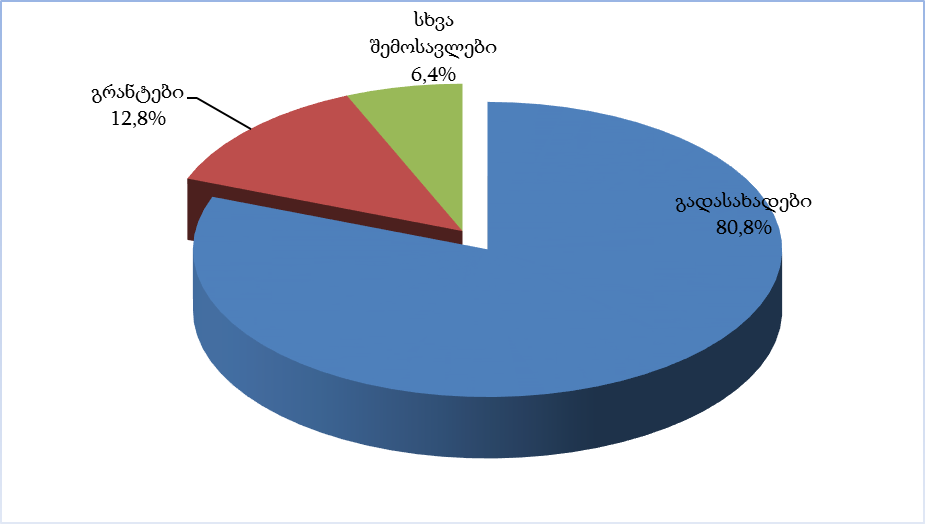 სხვა
შემოსავლები
6,4%
გრანტები
12,8%
გადასახადები
80,8%